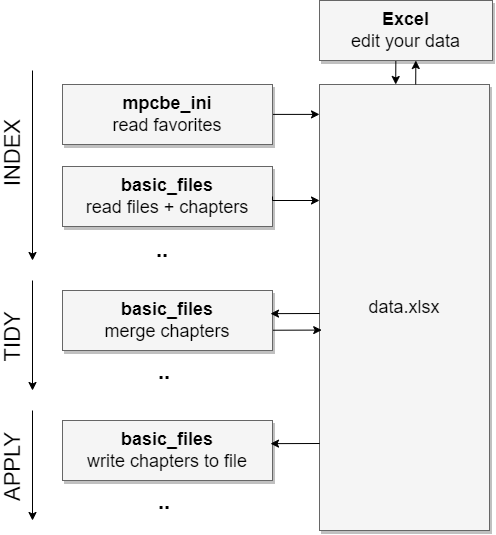 Excel
edit your data
INDEX
mpcbe_ini
read favorites
basic_files
read files + chapters
..
data.xlsx
TIDY
basic_files
merge chapters
..
APPLY
basic_files
write chapters to file
..